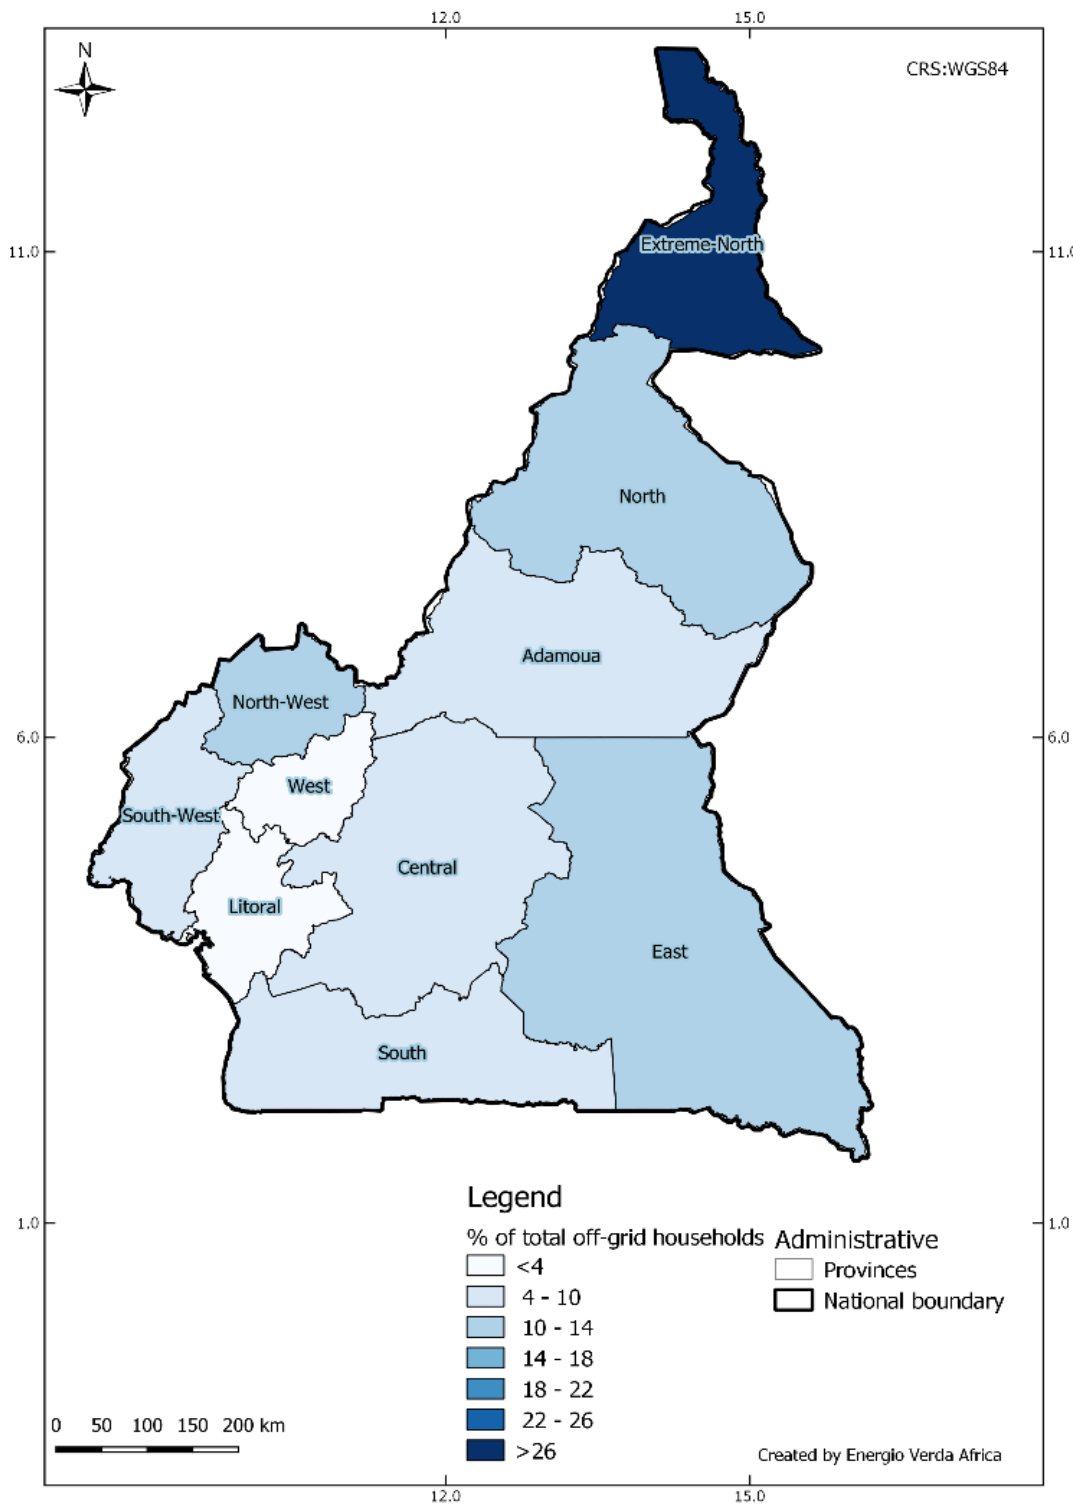 12.0
15.0
N
CRS:WGS84
11.0
11.0
Extreme-North
North
Adamoua
North-West
6.0
6.0
West
South-West
Central
Litoral
East
South
Legend
% of total off-grid households
<4
4 - 10
10 - 14
14 - 18
18 - 22
22 - 26
>26
Administrative
Provinces
National boundary
1.0
1.0
0 50 100 150 200 km
Created by Energio Verda Africa
12.0
15.0